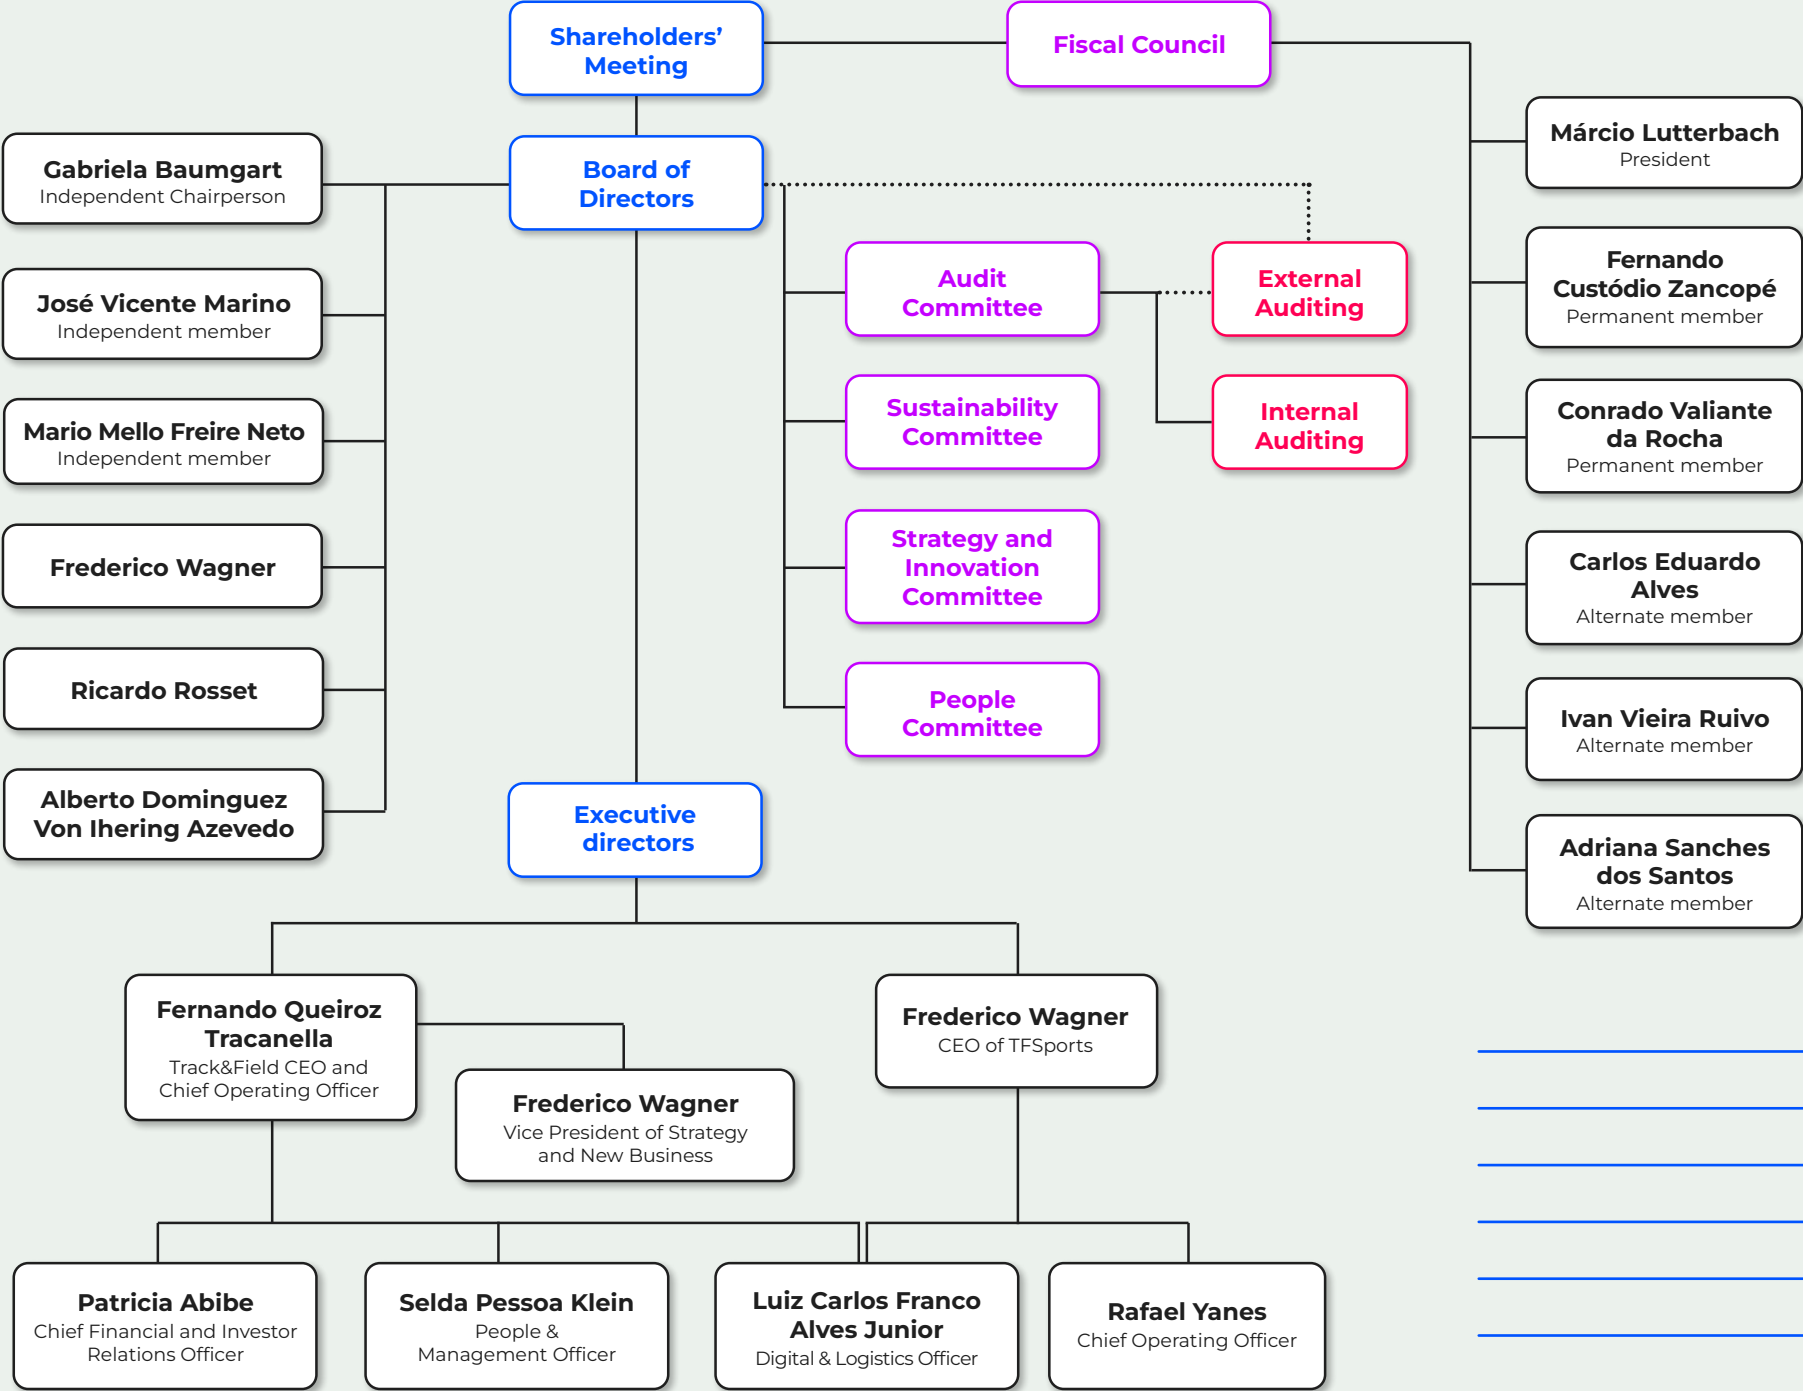 Shareholders’
Meeting
Fiscal Council
Board of
Directors
Gabriela Baumgart
Independent Chairperson
José Vicente Marino
Independent member
Mario Mello Freire Neto
Independent member
Frederico Wagner
Ricardo Rosset
Alberto Dominguez
Von Ihering Azevedo
Audit
Committee
Sustainability
Committee
Strategy and
Innovation
Committee
People
Committee
External
Auditing
Internal
Auditing
Márcio Lutterbach
President
Fernando
Custódio Zancopé
Permanent member
Conrado Valiante
da Rocha
Permanent member
Carlos Eduardo
Alves
Alternate member
Ivan Vieira Ruivo
Alternate member
Adriana Sanches
dos Santos
Alternate member
Executive
directors
Fernando Queiroz
Tracanella
Track&Field CEO and
Chief Operating Officer
Frederico Wagner
Vice President of Strategy
and New Business
Frederico Wagner
CEO of TFSports
Patricia Abibe
Chief Financial and Investor
Relations Officer
Selda Pessoa Klein
People &
Management Officer
Luiz Carlos Franco
Alves Junior
Digital & Logistics Officer
Rafael Yanes
Chief Operating Officer